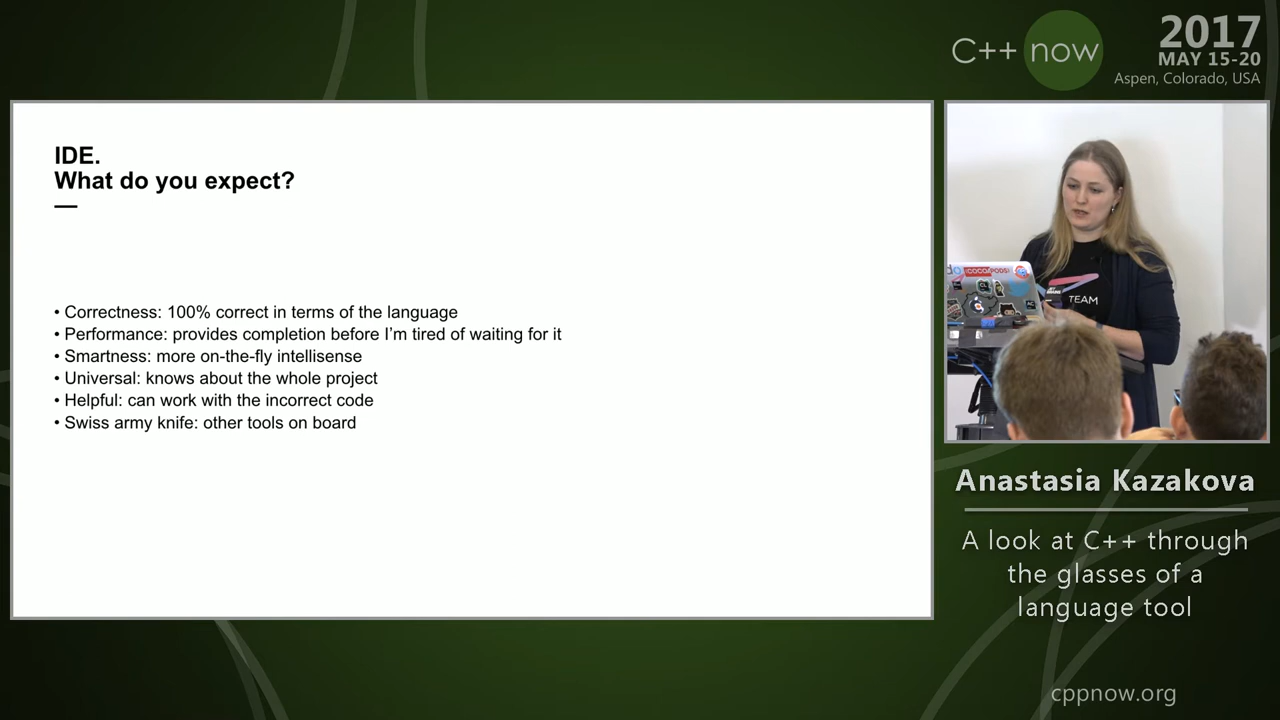 C++ now
2017
MAY 15-20
Aspen, Colorado, USA
IDE.
What do you expect?
• Correctness: 100% correct in terms of the language
• Performance: provides completion before I'm tired of waiting for it
• Smartness: more on-the-fly intellisense
• Universal: knows about the whole project
• Helpful: can work with the incorrect code
• Swiss army knife: other tools on board
TEAM
Anastasia Kazakova
A look at C++ through
the glasses of a
language tool
cppnow.org